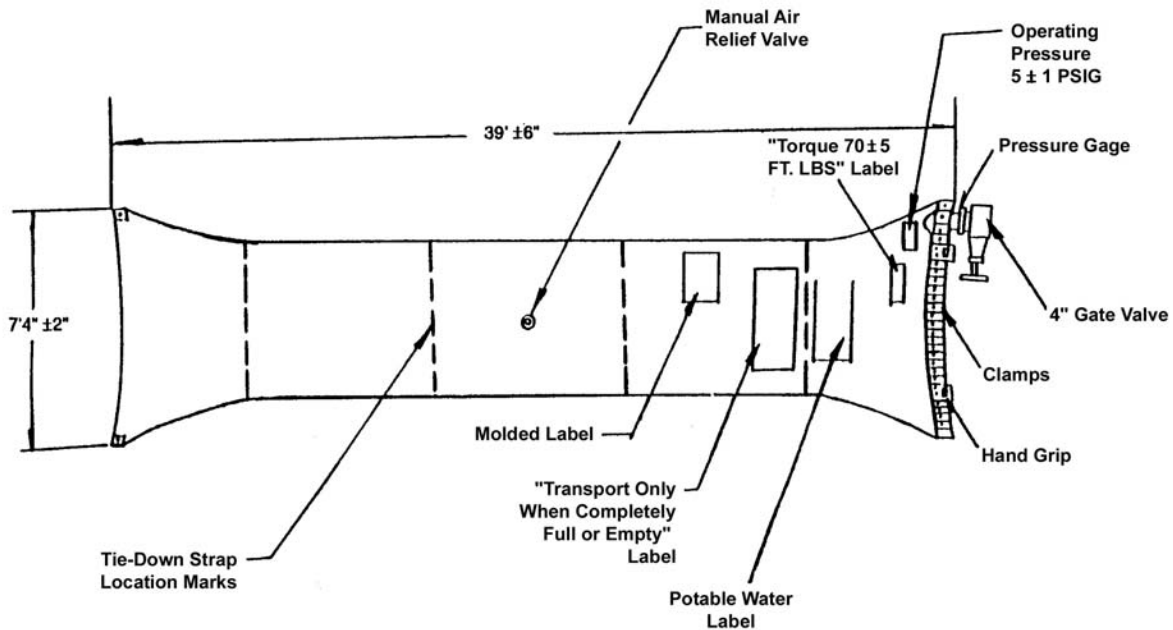 Manual Air
Relief Valve
Operating
Pressure
5 ± 1 PSIG
39' ±6"
"Torque 70±5
FT. LBS" Label
Pressure Gage
7'4" ±2"
4" Gate Valve
Clamps
Molded Label
Hand Grip
"Transport Only
When Completely
Full or Empty"
Label
Tie-Down Strap
Location Marks
Potable Water
Label